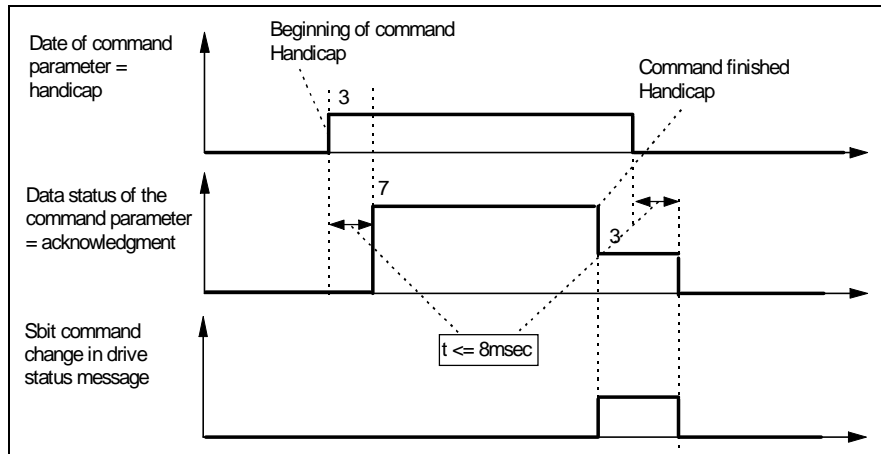 Date of command
parameter =
handicap
Beginning of command
Handicap
3
Command finished
Handicap
Data status of the
command parameter
= acknowledgment
7
3
Sbit command
change in drive
status message
t <= 8msec